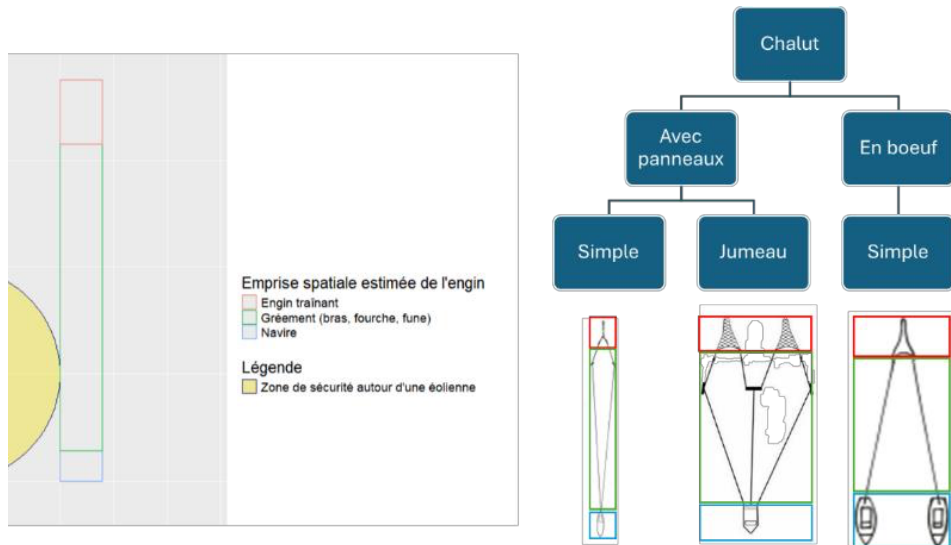 Emprise spatiale estimée de l'engin
Engin traînant
Gréement (bras, fourche, fune)
Navire
Légende
Zone de sécurité autour d'une éolienne
Chalut
Avec
panneaux
En boeuf
Simple
Jumeau
Simple